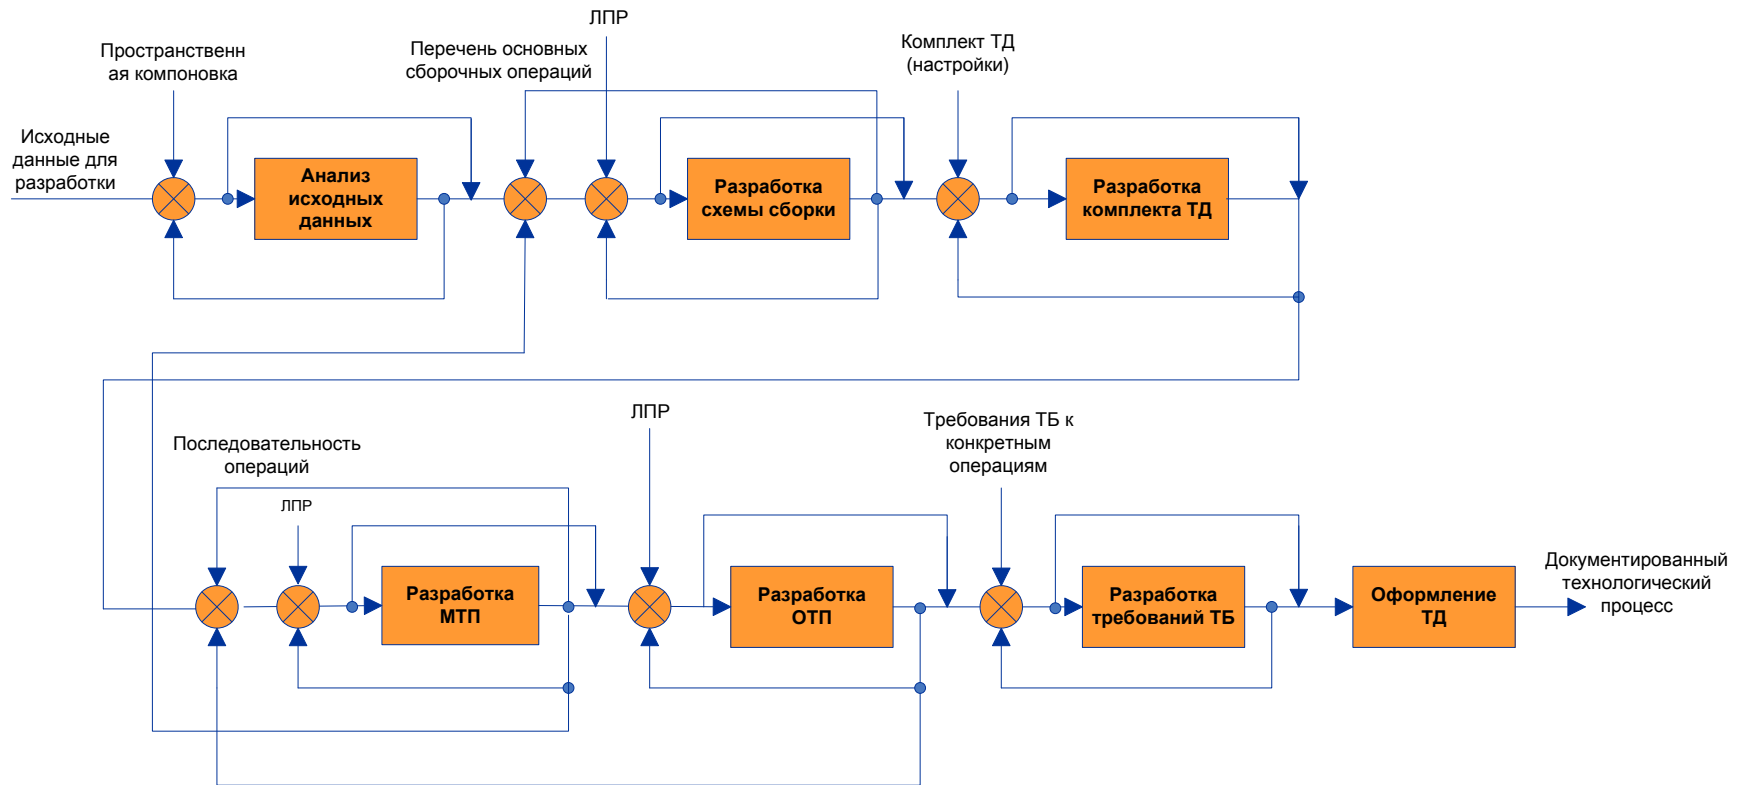 ЛПР
Пространственн
ая компоновка
Перечень основных
сборочных операций
Комплект ТД
(настройки)
Исходные
данные для
разработки
Анализ
исходных
данных
Разработка
схемы сборки
Разработка
комплекта ТД
ЛПР
Требования ТБ к
конкретным
операциям
Последовательность
операций
ЛПР
Разработка
МТП
Разработка
ОТП
Разработка
требований ТБ
Оформление
ТД
Документированный
технологический
процесс